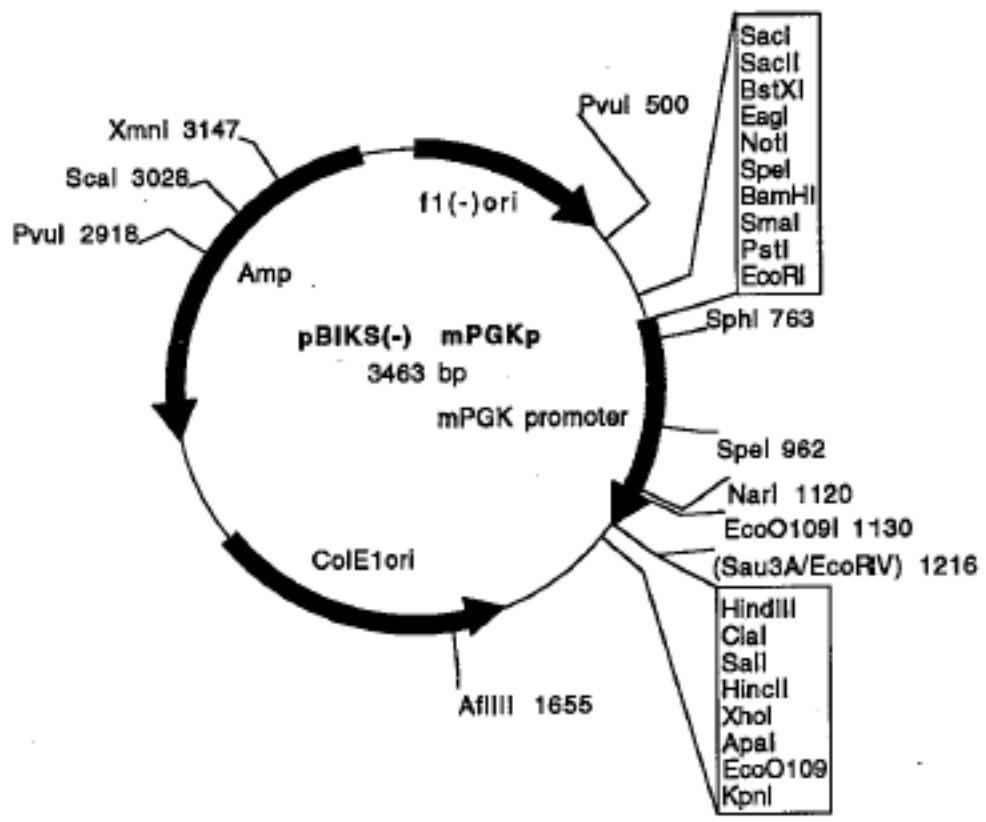 SacI
SacII
BstXI
EagI
NotI
SpeI
BamHI
SmaI
PstI
EcoRI
PvuI 500
XmnI 3147
ScaI 3028
PvuI 2918
f1(-)ori
Amp
pBIKS(-) mPGKp
3463 bp
SphI 763
mPGK promoter
SpeI 962
NarI 1120
EcoO109I 1130
(Sau3A/EcoRIV) 1216
ColE1ori
HindIII
ClaI
SalI
HincII
XhoI
ApaI
EcoO109
KpnI
AflIII 1655